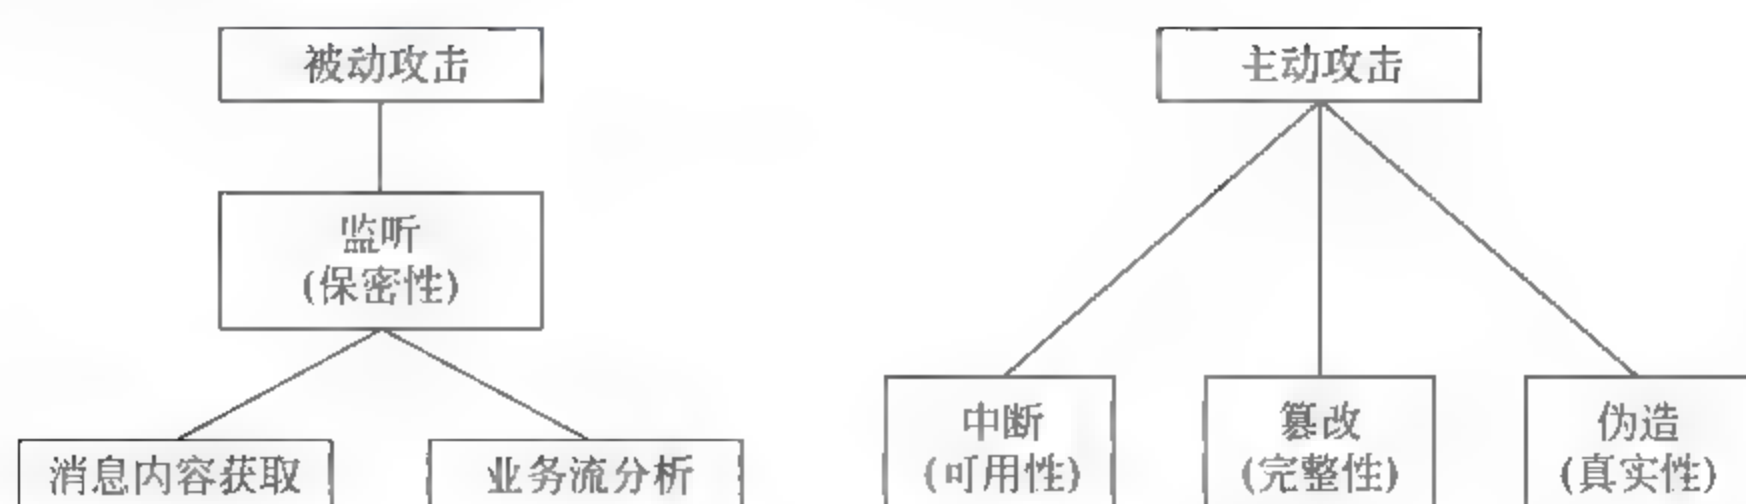 被动攻击
监听
(保密性)
消息内容获取
业务流分析
主动攻击
中断
(可用性)
篡改
(完整性)
伪造
(真实性)